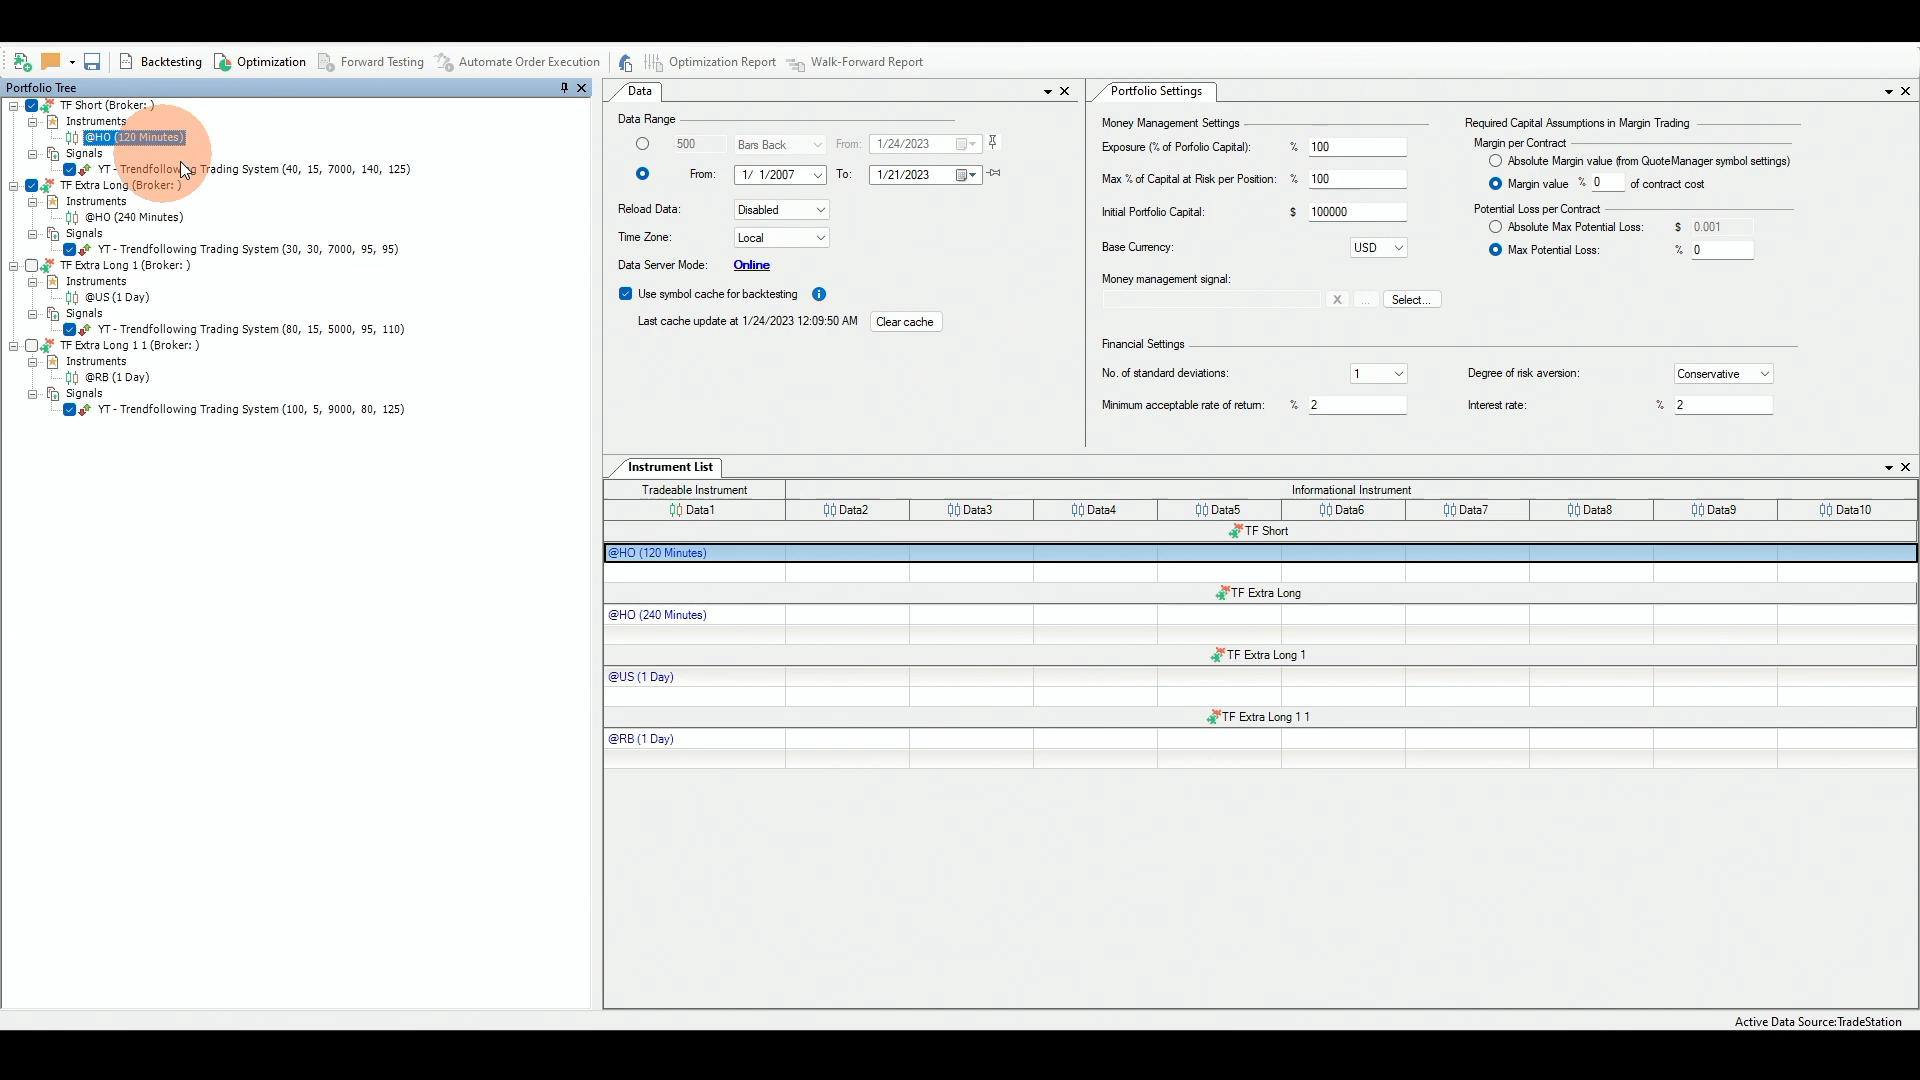 Backtesting Optimization Forward Testing Automate Order Execution Optimization Report Walk-Forward Report
Portfolio Tree
TF Short (Broker: )
Instruments
@HO (120 Minutes)
Signals
YT - Trendfollowing Trading System (40, 15, 7000, 140, 125)
TF Extra Long (Broker: )
Instruments
@HO (240 Minutes)
Signals
YT - Trendfollowing Trading System (30, 30, 7000, 95, 95)
TF Extra Long 1 (Broker: )
Instruments
@US (1 Day)
Signals
YT - Trendfollowing Trading System (80, 15, 5000, 95, 110)
TF Extra Long 1 1 (Broker: )
Instruments
@RB (1 Day)
Signals
YT - Trendfollowing Trading System (100, 5, 9000, 80, 125)
Data
Data Range
500 Bars Back From: 1/24/2023
From: 1/ 1/2007 To: 1/21/2023
Reload Data: Disabled
Time Zone: Local
Data Server Mode: Online
Use symbol cache for backtesting
Last cache update at 1/24/2023 12:09:50 AM Clear cache
Portfolio Settings
Money Management Settings
Exposure (% of Porfolio Capital): % 100
Max % of Capital at Risk per Position: % 100
Initial Portfolio Capital: $ 100000
Base Currency: USD
Money management signal:
X ... Select...
Required Capital Assumptions in Margin Trading
Margin per Contract
Absolute Margin value (from QuoteManager symbol settings)
Margin value % 0 of contract cost
Potential Loss per Contract
Absolute Max Potential Loss: $ 0.001
Max Potential Loss: % 0
Financial Settings
No. of standard deviations: 1 Degree of risk aversion: Conservative
Minimum acceptable rate of return: % 2 Interest rate: % 2
Instrument List
Tradeable Instrument Informational Instrument
Data1 Data2 Data3 Data4 Data5 Data6 Data7 Data8 Data9 Data10
TF Short
@HO (120 Minutes)
TF Extra Long
@HO (240 Minutes)
TF Extra Long 1
@US (1 Day)
TF Extra Long 1 1
@RB (1 Day)
Active Data Source:TradeStation